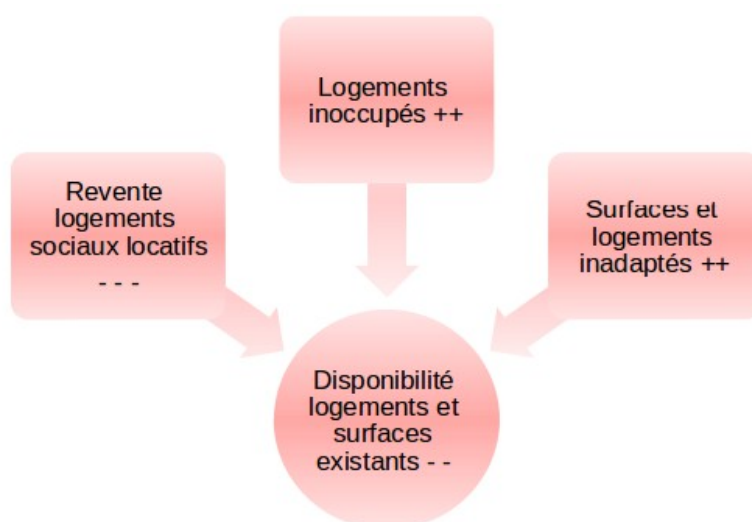 Logements
inoccupés ++
Revente
logements
sociaux locatifs
- - -
Surfaces et
logements
inadaptés ++
Disponibilité
logements et
surfaces
existants - -